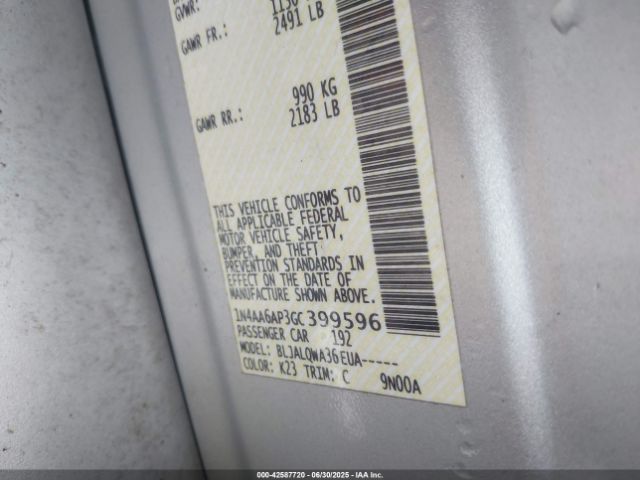 GVWR:
2491 LB
GAWR FR.:
990 KG
GAWR RR.: 2183 LB
THIS VEHICLE CONFORMS TO
ALL APPLICABLE FEDERAL
MOTOR VEHICLE SAFETY,
BUMPER, AND THEFT
PREVENTION STANDARDS IN
EFFECT ON THE DATE OF
MANUFACTURE SHOWN ABOVE.
1N4AA6AP3GC399596
PASSENGER CAR 192
MODEL: BLJALQWA36EUA-----
COLOR: K23 TRIM: C 9N00A
000-42587720 - 06/30/2025 - IAA Inc.